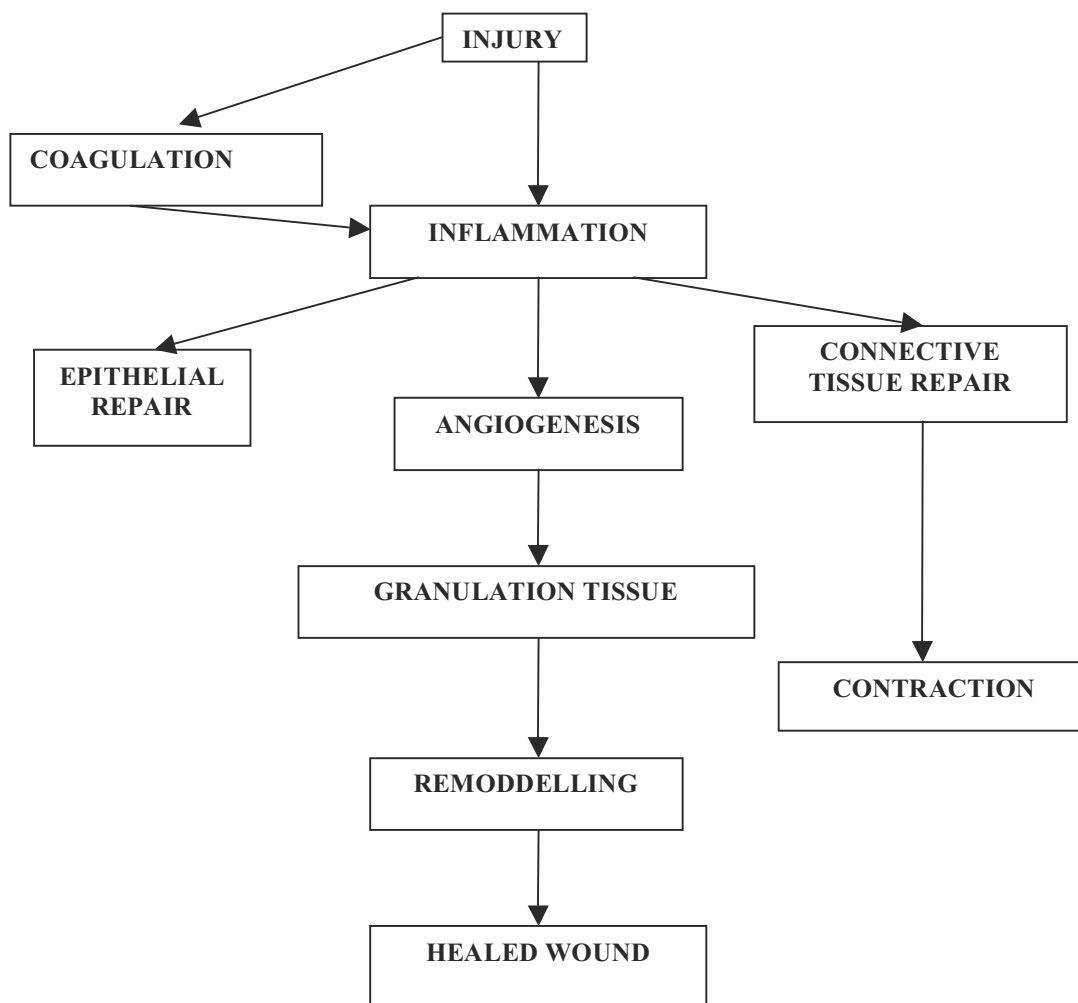 INJURY
COAGULATION
INFLAMMATION
EPITHELIAL
REPAIR
CONNECTIVE
TISSUE REPAIR
ANGIOGENESIS
GRANULATION TISSUE
CONTRACTION
REMODDELLING
HEALED WOUND